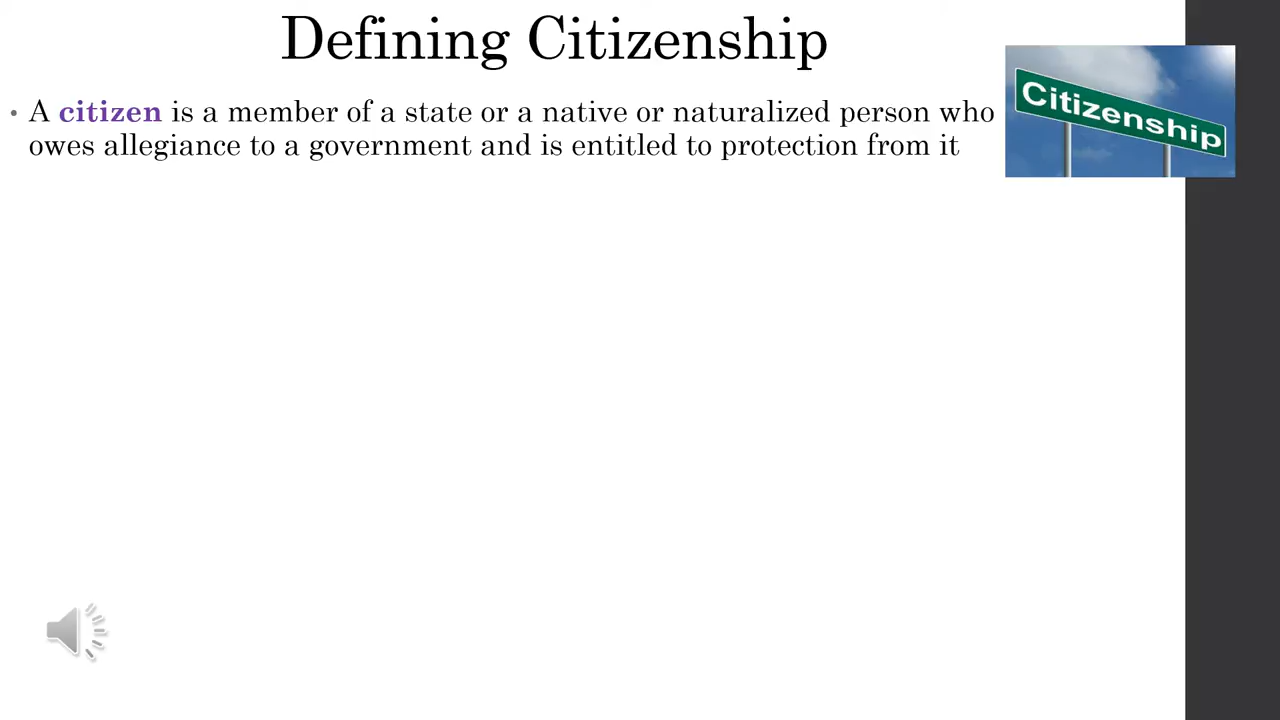 Defining Citizenship
• A citizen is a member of a state or a native or naturalized person who
owes allegiance to a government and is entitled to protection from it
Citizenship